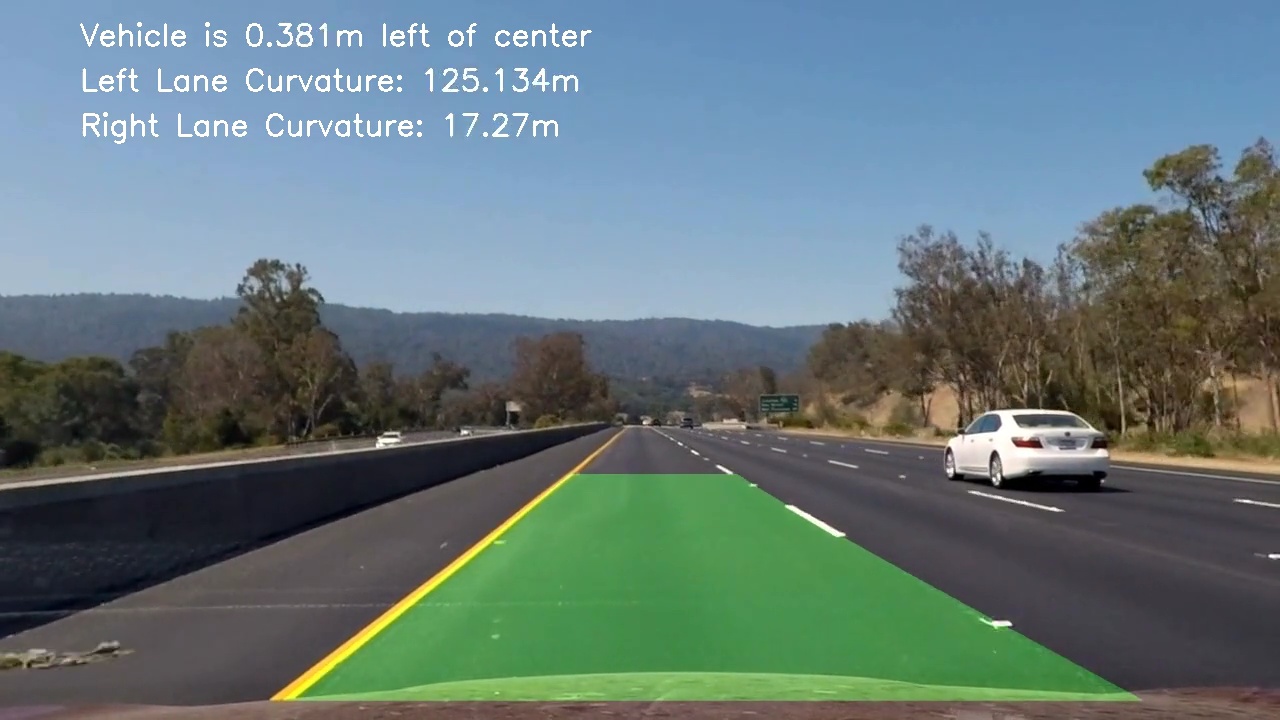 Vehicle is 0.381m left of center
Left Lane Curvature: 125.134m
Right Lane Curvature: 17.27m